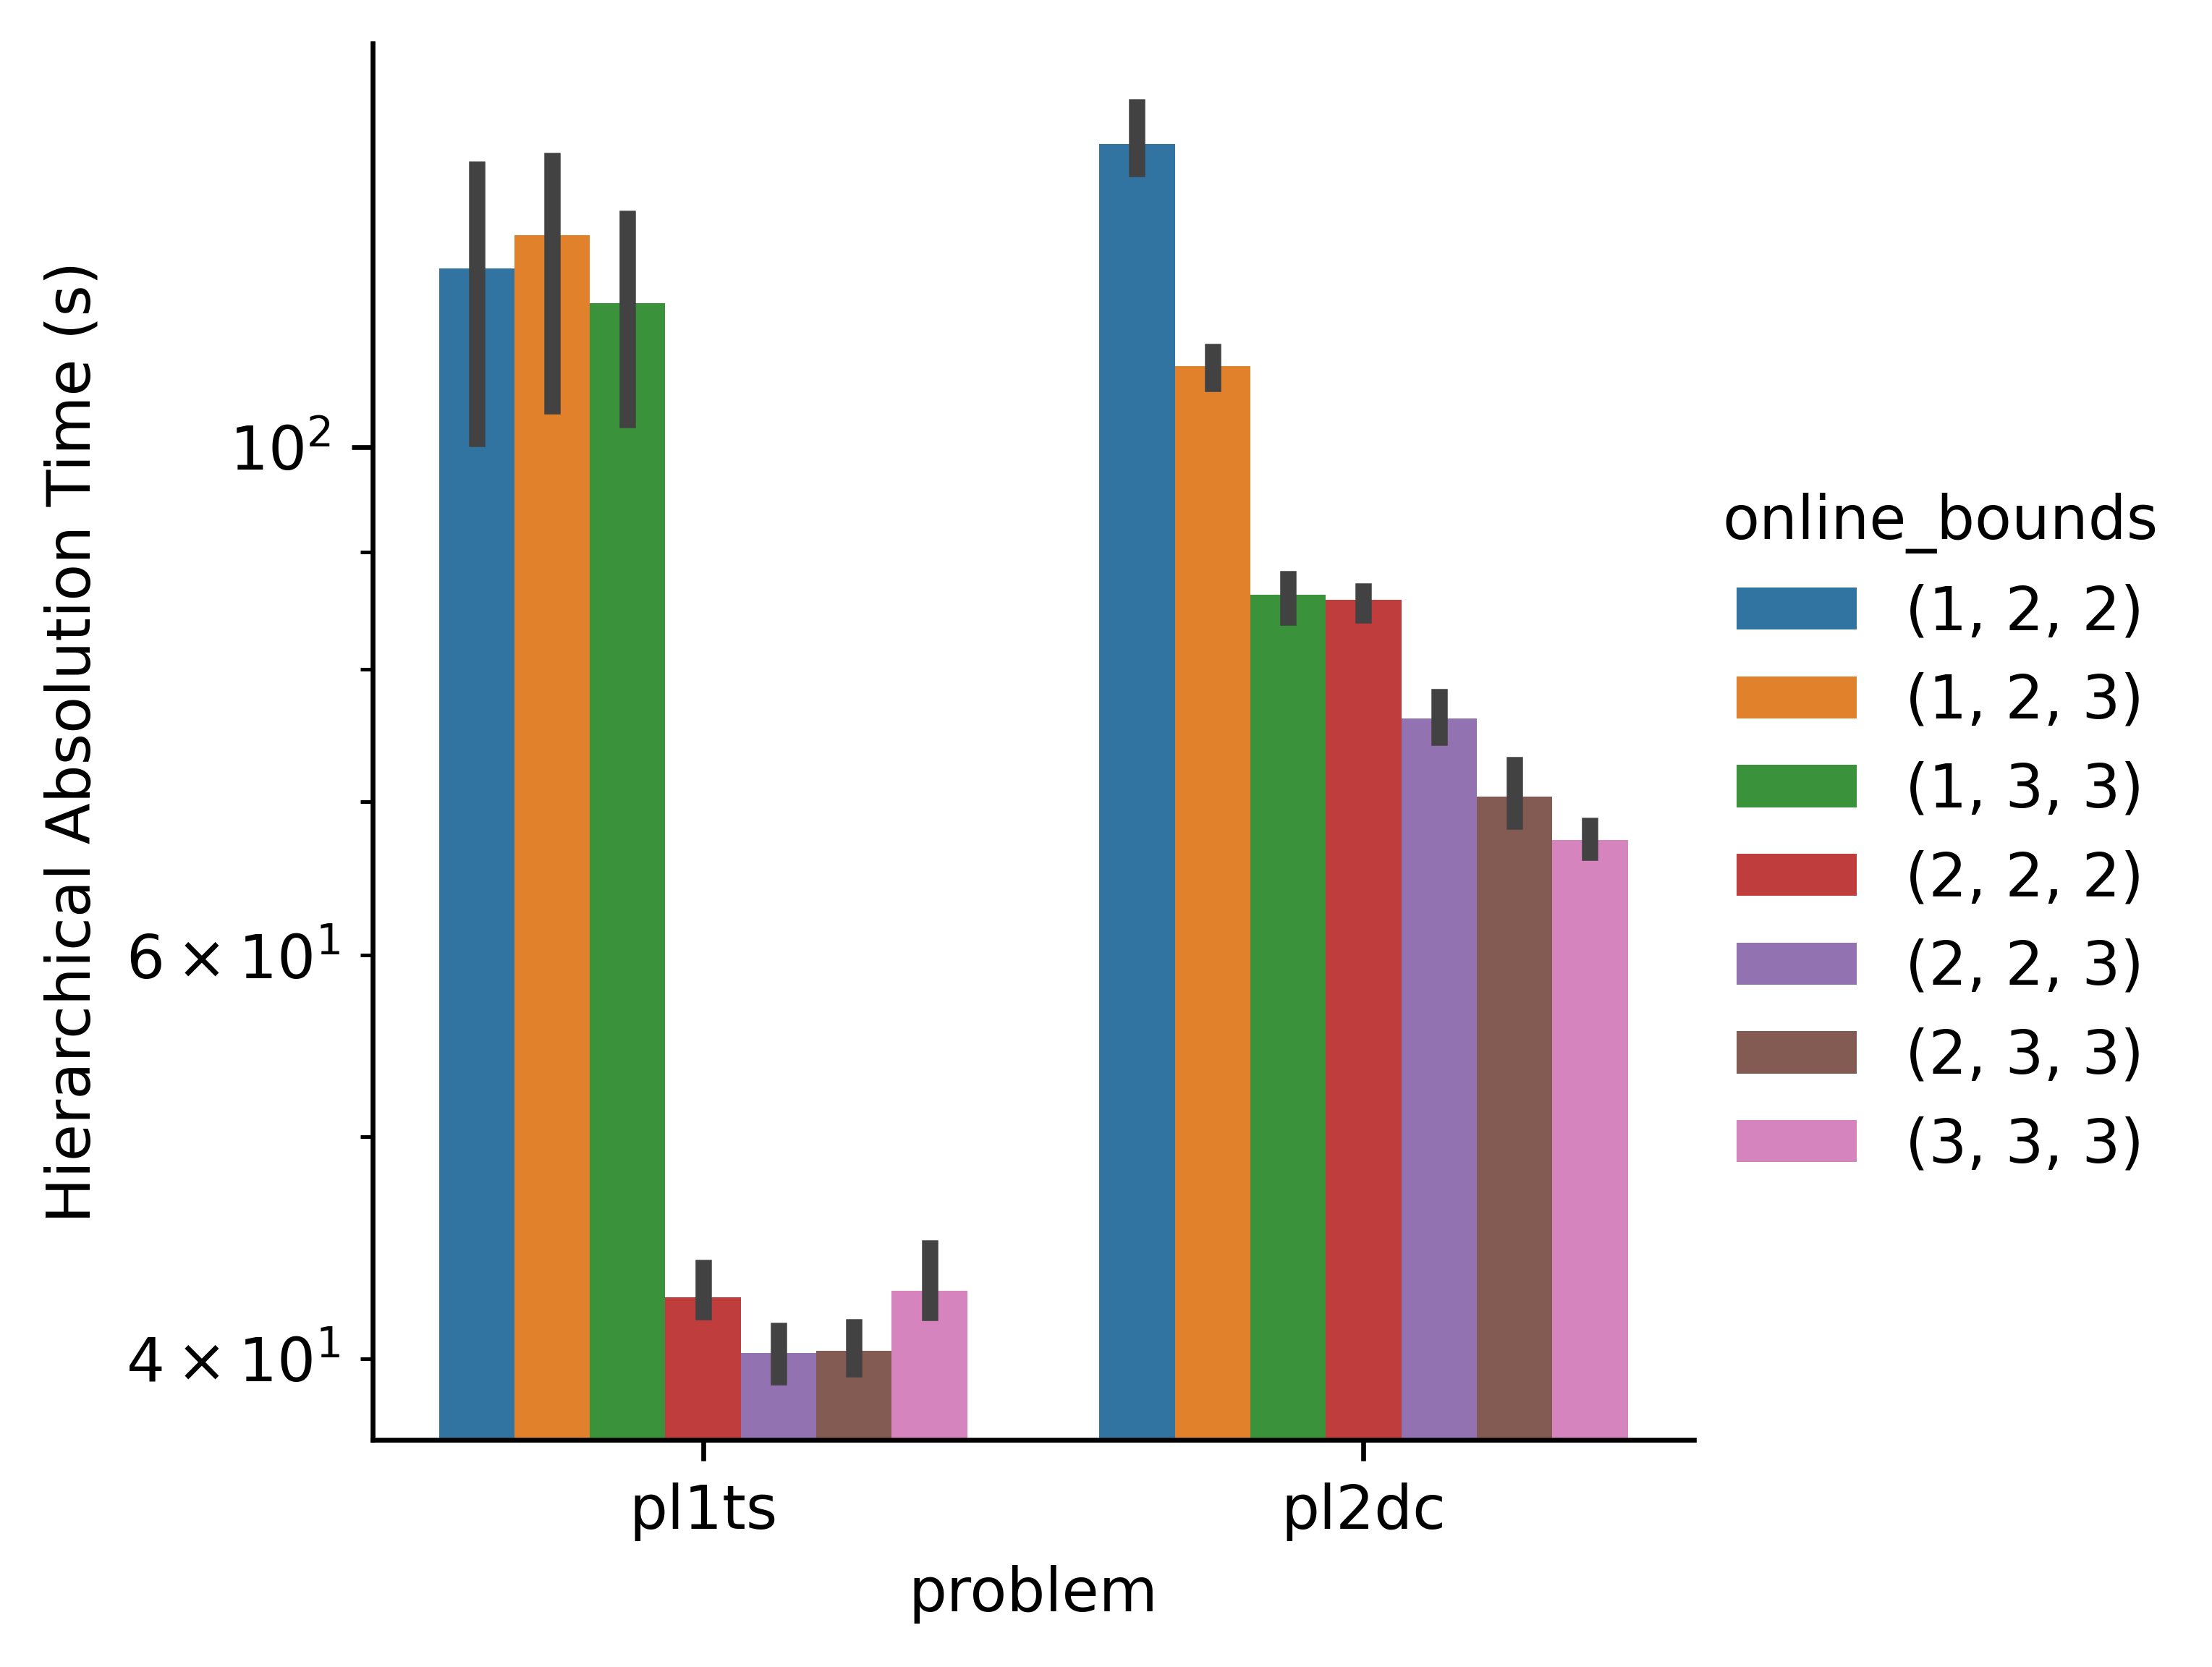 Hierarchical Absolution Time (s)
10²
6 × 10¹
4 × 10¹
pl1ts
pl2dc
problem
online_bounds
(1, 2, 2)
(1, 2, 3)
(1, 3, 3)
(2, 2, 2)
(2, 2, 3)
(2, 3, 3)
(3, 3, 3)